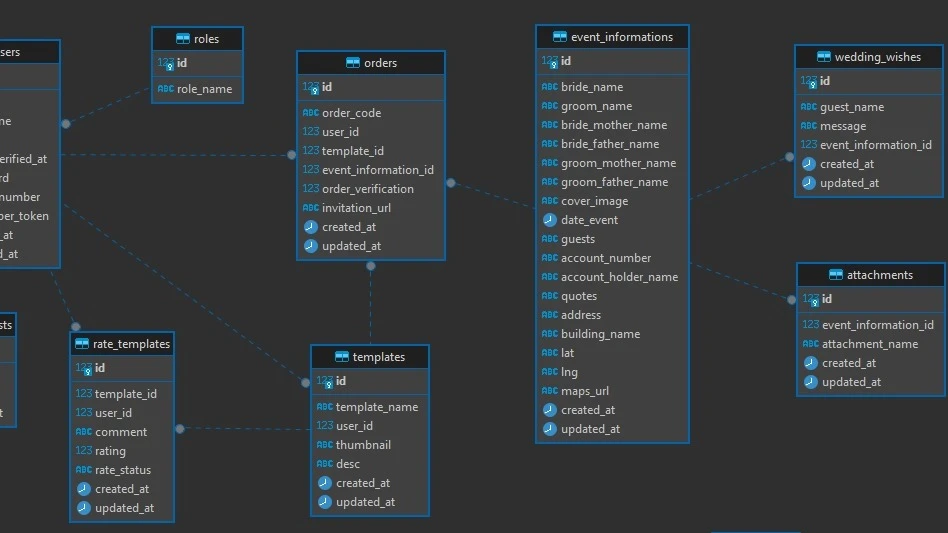 roles
123 id
ABC role_name
orders
123 id
ABC order_code
123 user_id
123 template_id
123 event_information_id
123 order_verification
ABC invitation_url
created_at
updated_at
event_informations
123 id
ABC bride_name
ABC groom_name
ABC bride_mother_name
ABC bride_father_name
ABC groom_mother_name
ABC groom_father_name
ABC cover_image
date_event
ABC guests
ABC account_number
ABC account_holder_name
ABC quotes
ABC address
ABC building_name
ABC lat
ABC lng
ABC maps_url
created_at
updated_at
wedding_wishes
123 id
ABC guest_name
ABC message
123 event_information_id
created_at
updated_at
attachments
123 id
123 event_information_id
ABC attachment_name
created_at
updated_at
sers
me
erified_at
rd
number
ber_token
_at
d_at
sts
t
rate_templates
123 id
123 template_id
123 user_id
ABC comment
123 rating
ABC rate_status
created_at
updated_at
templates
123 id
ABC template_name
123 user_id
ABC thumbnail
ABC desc
created_at
updated_at